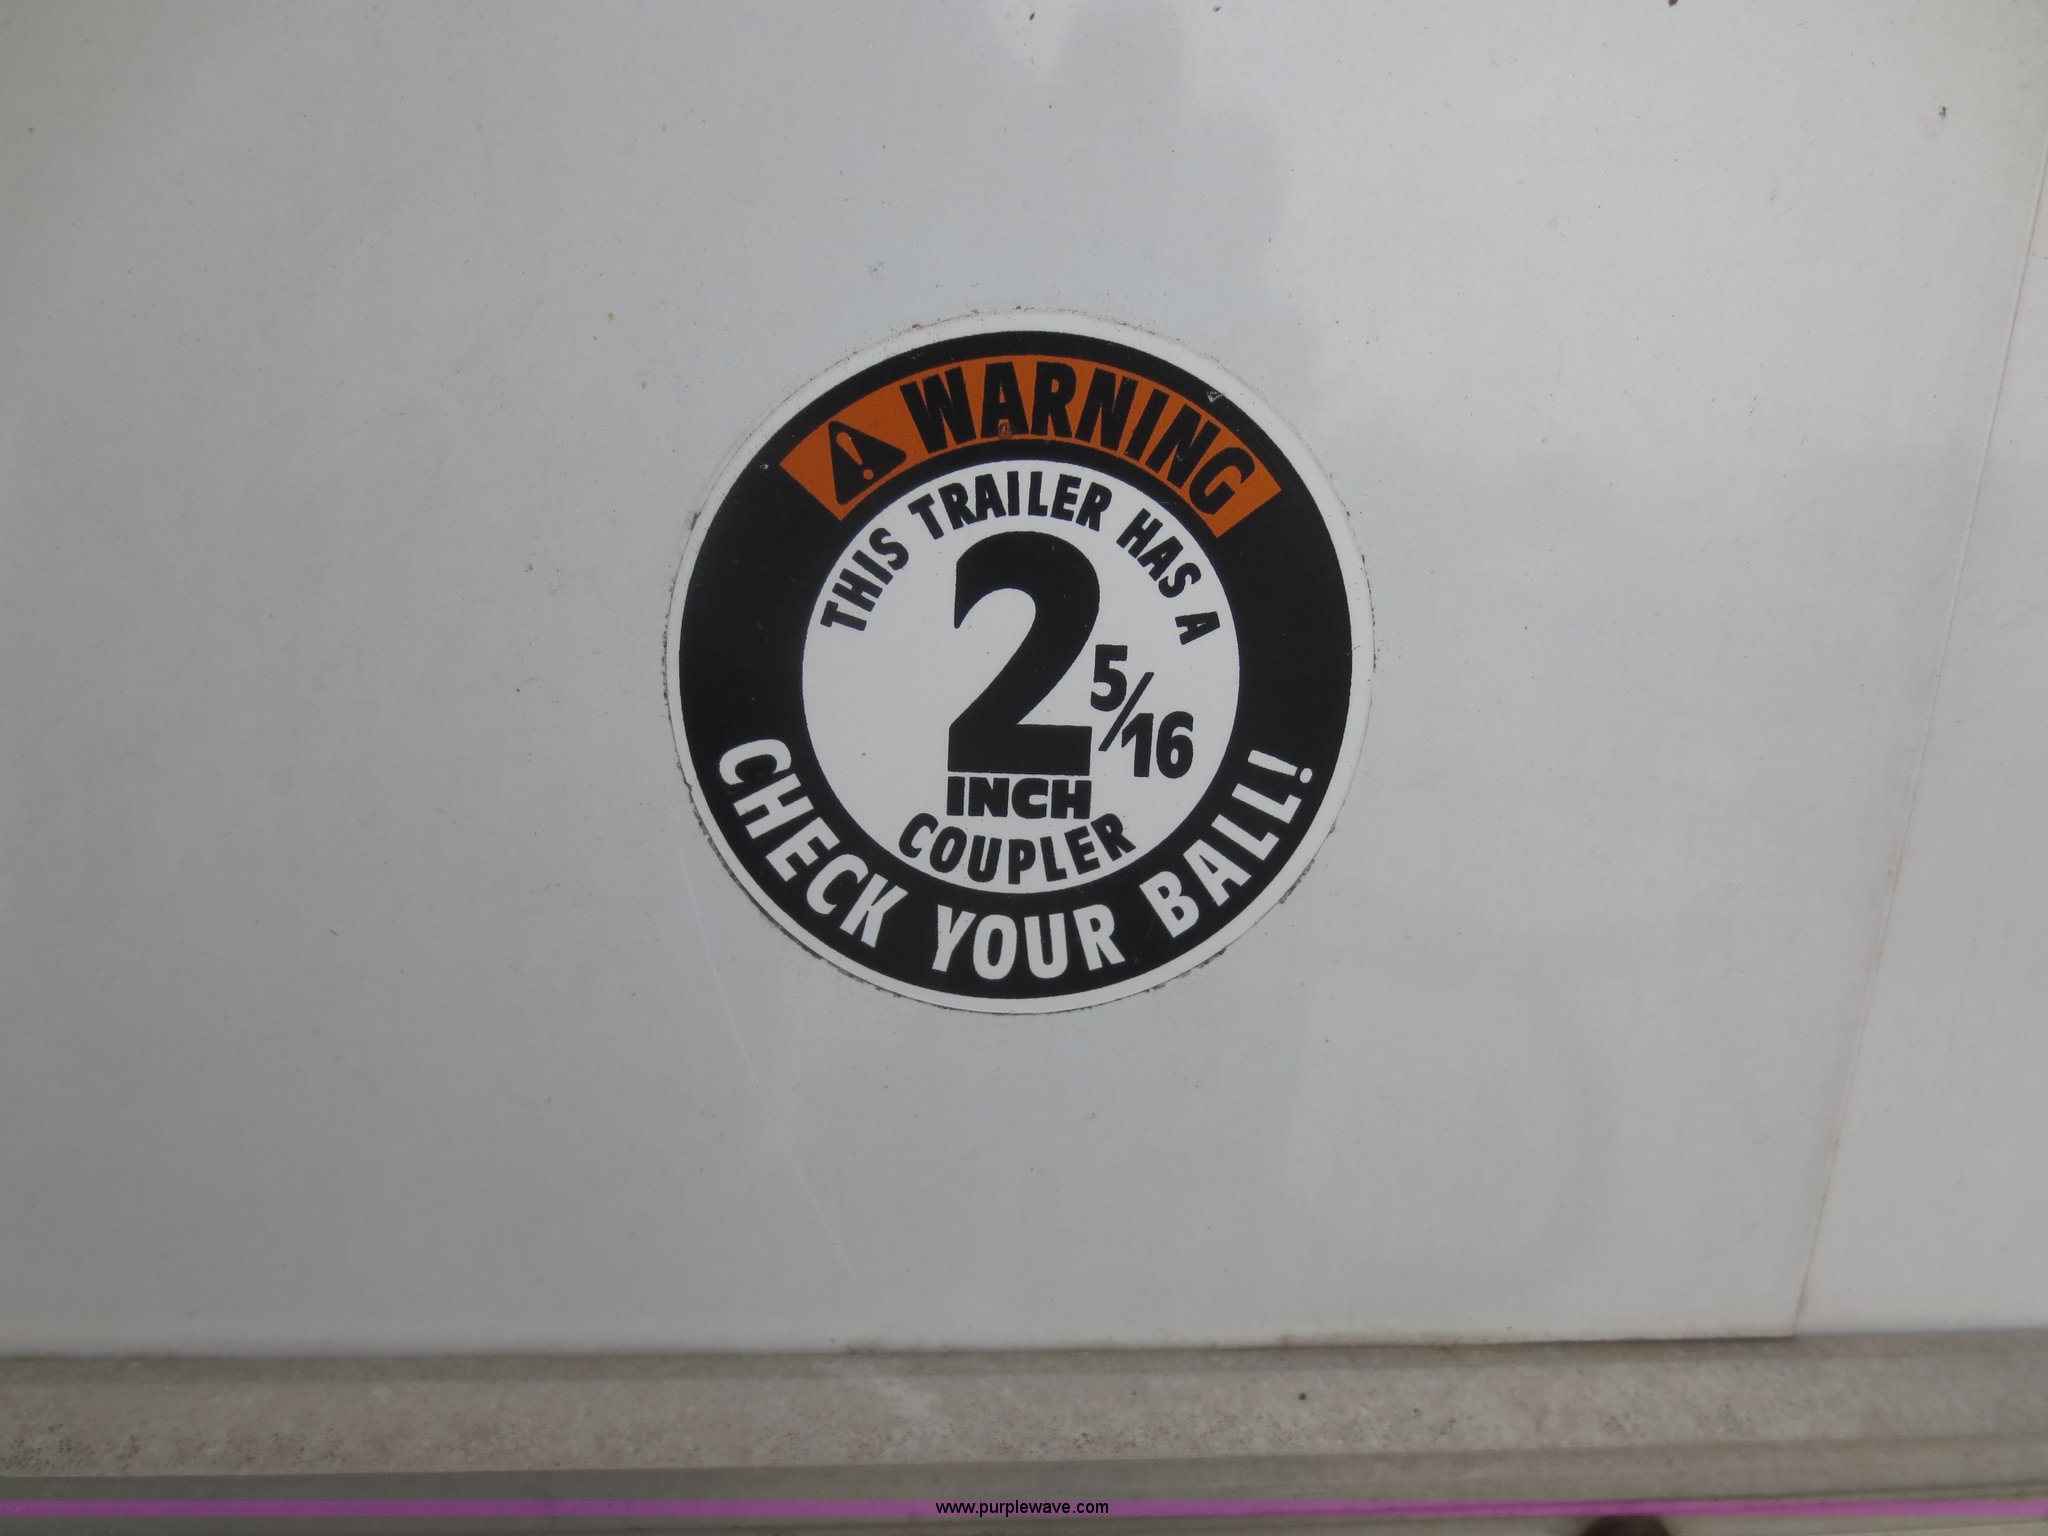 WARNING
THIS TRAILER HAS A
2 5/16
INCH
COUPLER
CHECK YOUR BALL!
www.purplewave.com